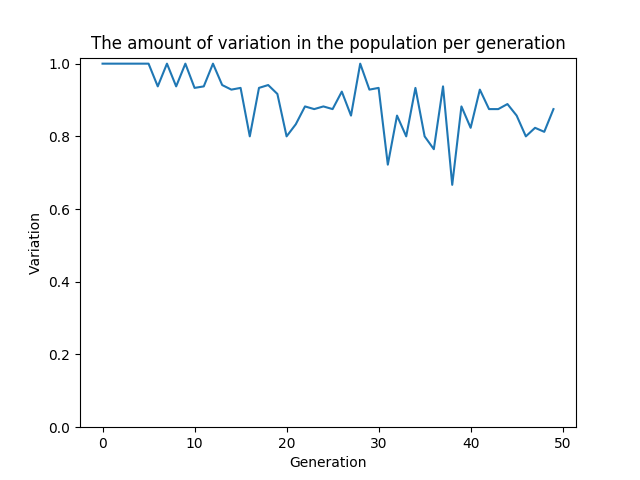 The amount of variation in the population per generation
1.0
0.8
0.6
0.4
0.2
0.0
Variation
0 10 20 30 40 50
Generation